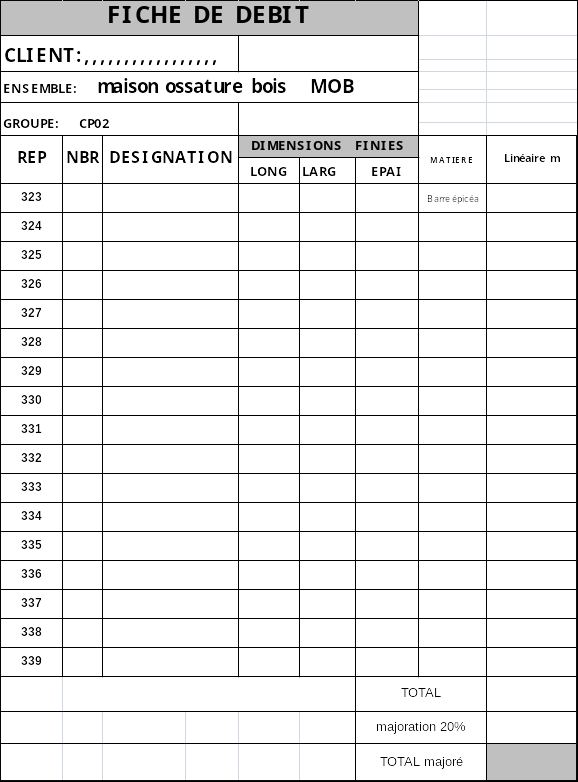 FICHE DE DEBIT
CLIENT: , , , , , , , , , , , , , , , , ,
ENSEMBLE: maison ossature bois MOB
GROUPE: CP02
DIMENSIONS FINIES
REP NBR DESIGNATION LONG LARG EPAI MATIERE Linéaire m
323 Barre épicéa
324
325
326
327
328
329
330
331
332
333
334
335
336
337
338
339
TOTAL
majoration 20%
TOTAL majoré